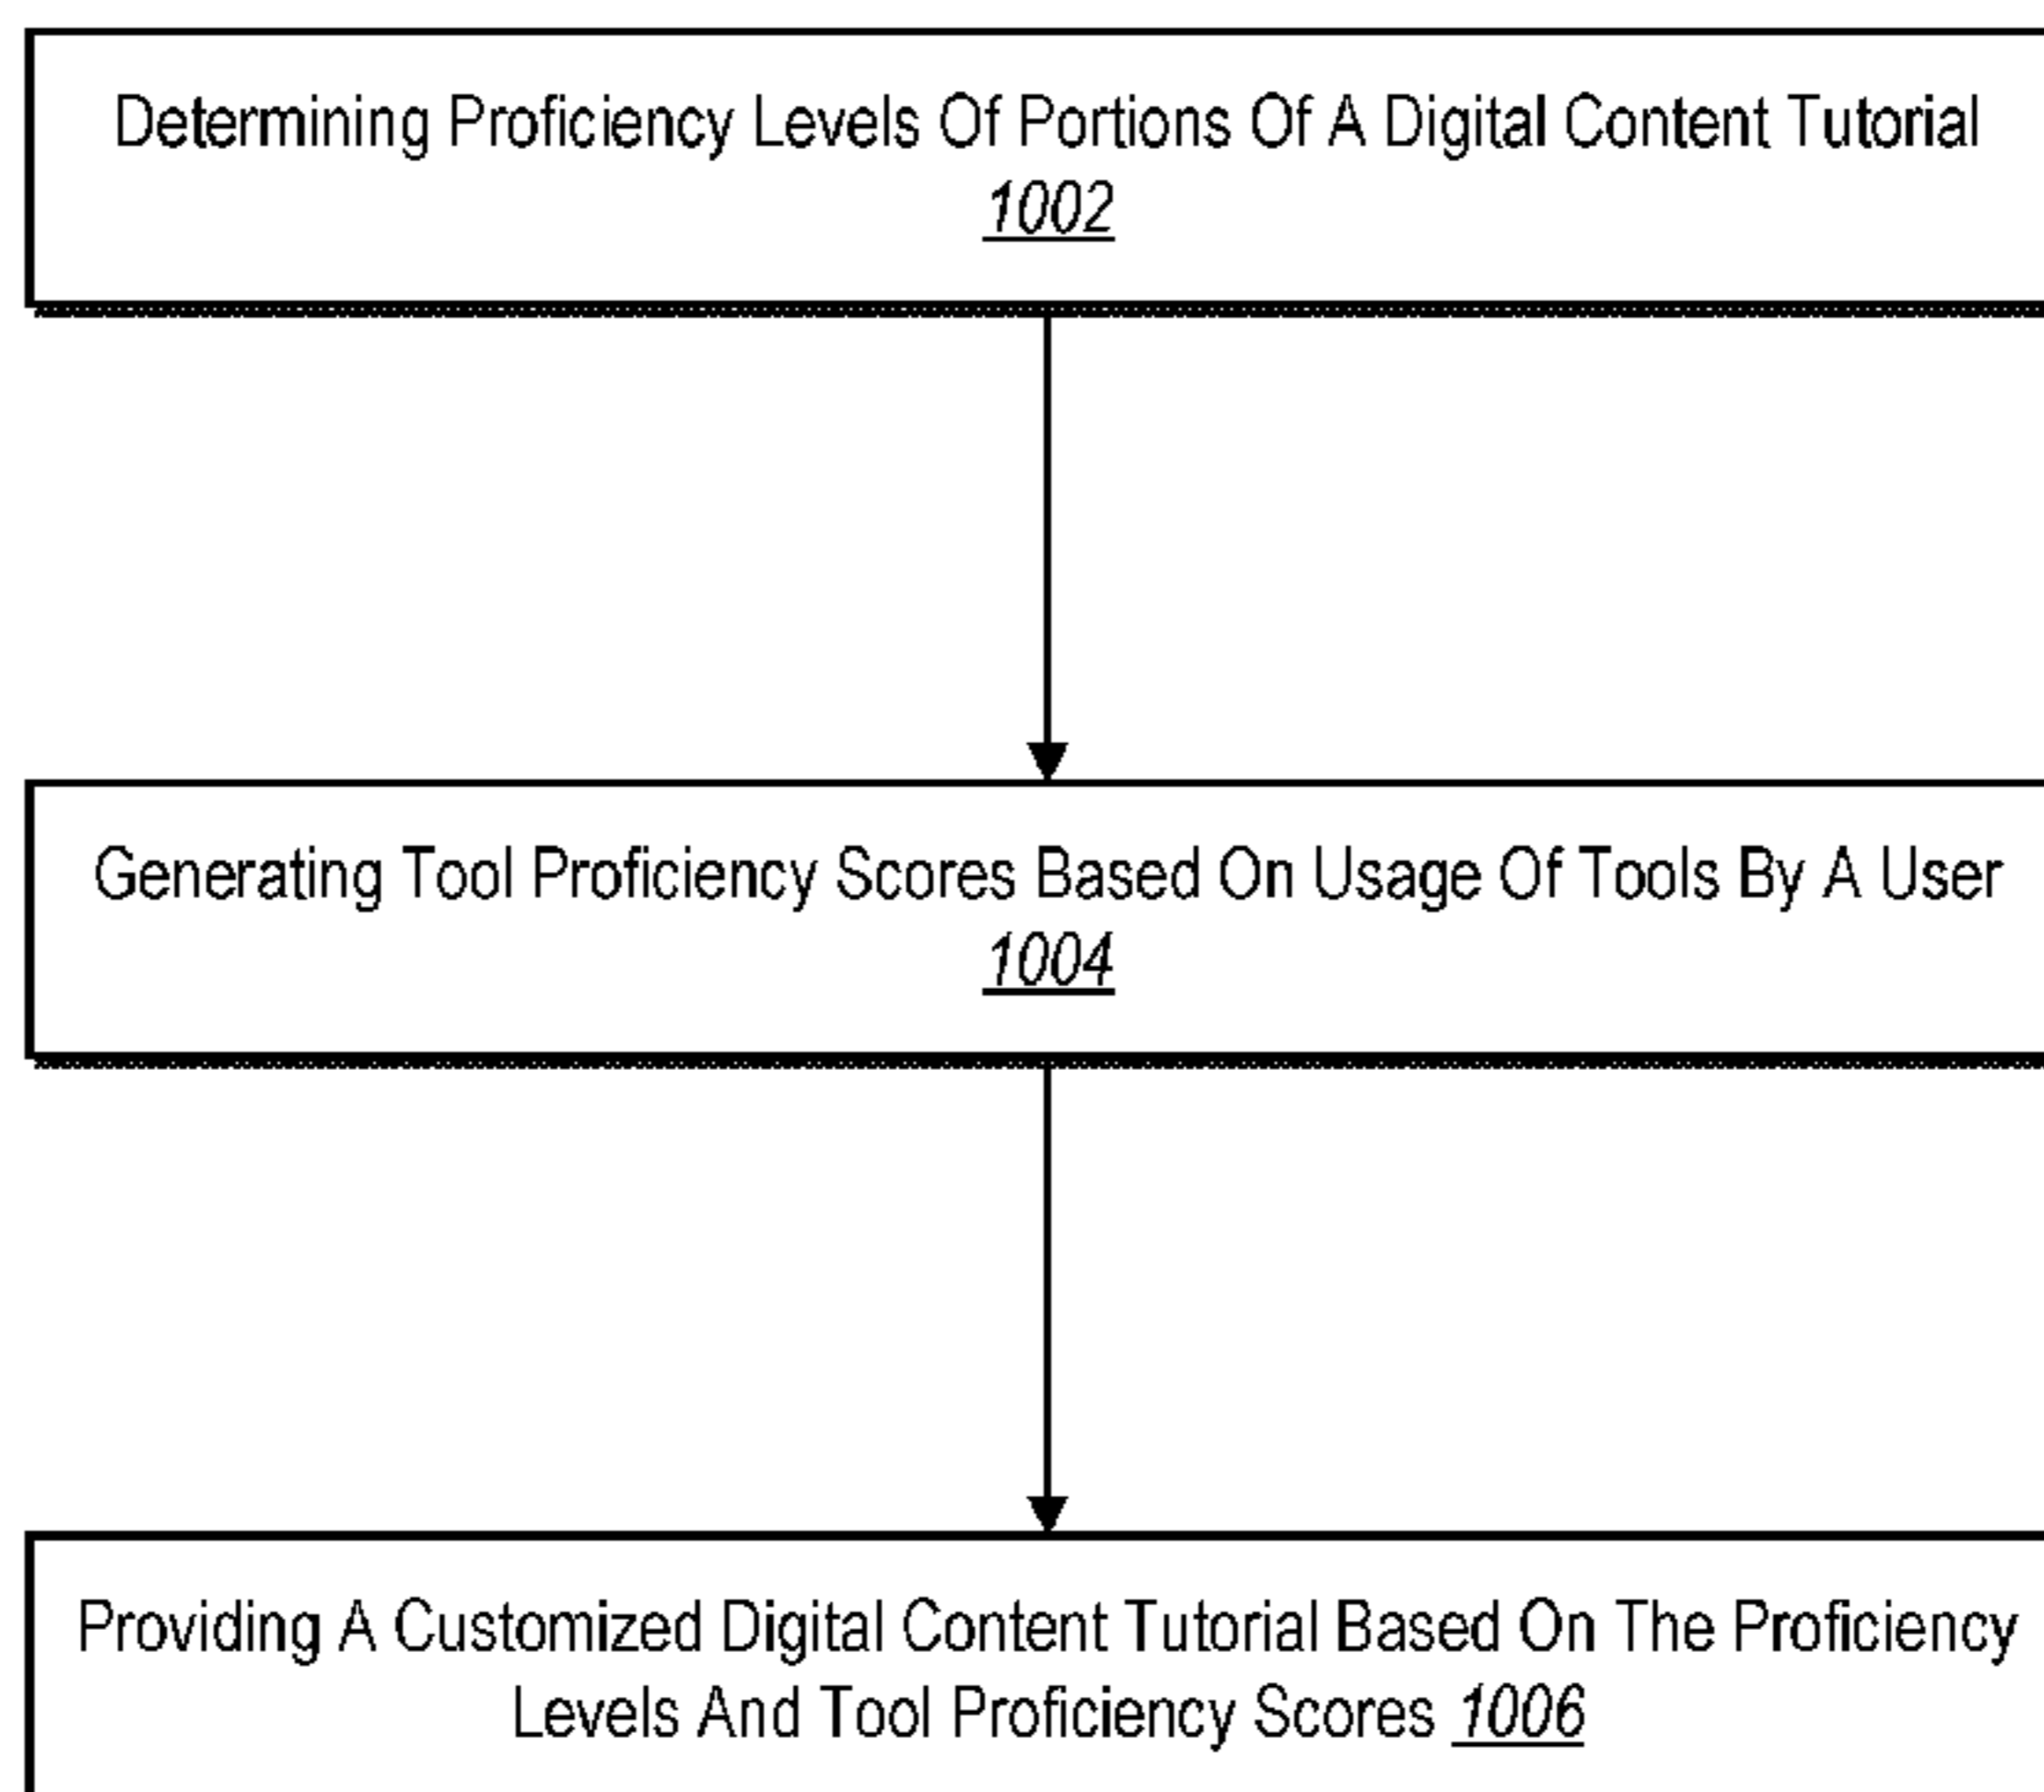 Determining Proficiency Levels Of Portions Of A Digital Content Tutorial
1002
Generating Tool Proficiency Scores Based On Usage Of Tools By A User
1004
Providing A Customized Digital Content Tutorial Based On The Proficiency
Levels And Tool Proficiency Scores 1006